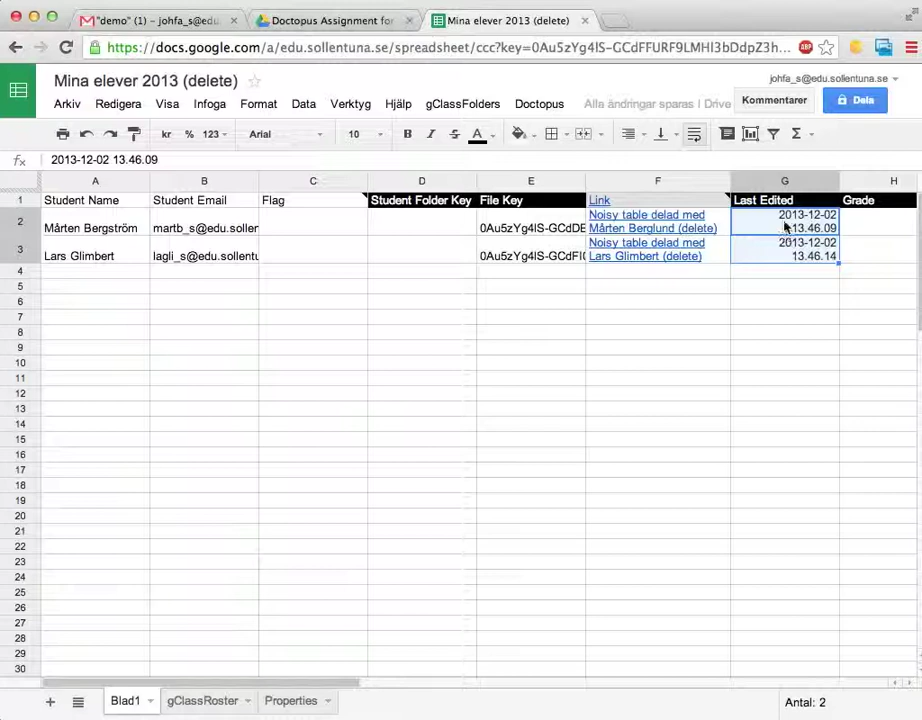 "demo" (1) – johfa_s@edu.
Doctopus Assignment for
Mina elever 2013 (delete)
https://docs.google.com/a/edu.sollentuna.se/spreadsheet/ccc?key=0Au5zYg4lS-GCdFFURF9LMHl3bDdpZ3h...
ABP
Mina elever 2013 (delete)
johfa_s@edu.sollentuna.se
Arkiv Redigera Visa Infoga Format Data Verktyg Hjälp gClassFolders Doctopus Alla ändringar sparas i Drive
Kommentarer
Dela
kr % 123 Arial 10 B I S A Σ
fx 2013-12-02 13.46.09
A B C D E F G H
1 Student Name Student Email Flag Student Folder Key File Key Link Last Edited Grade
2 Mårten Bergström martb_s@edu.soller 0Au5zYg4lS-GCdDE Noisy table delad med 2013-12-02
Mårten Berglund (delete) 13.46.09
3 Lars Glimbert lagli_s@edu.sollentu 0Au5zYg4lS-GCdFl Noisy table delad med 2013-12-02
Lars Glimbert (delete) 13.46.14
4
5
6
7
8
9
10
11
12
13
14
15
16
17
18
19
20
21
22
23
24
25
26
27
28
29
30
+ Blad1 gClassRoster Properties
Antal: 2